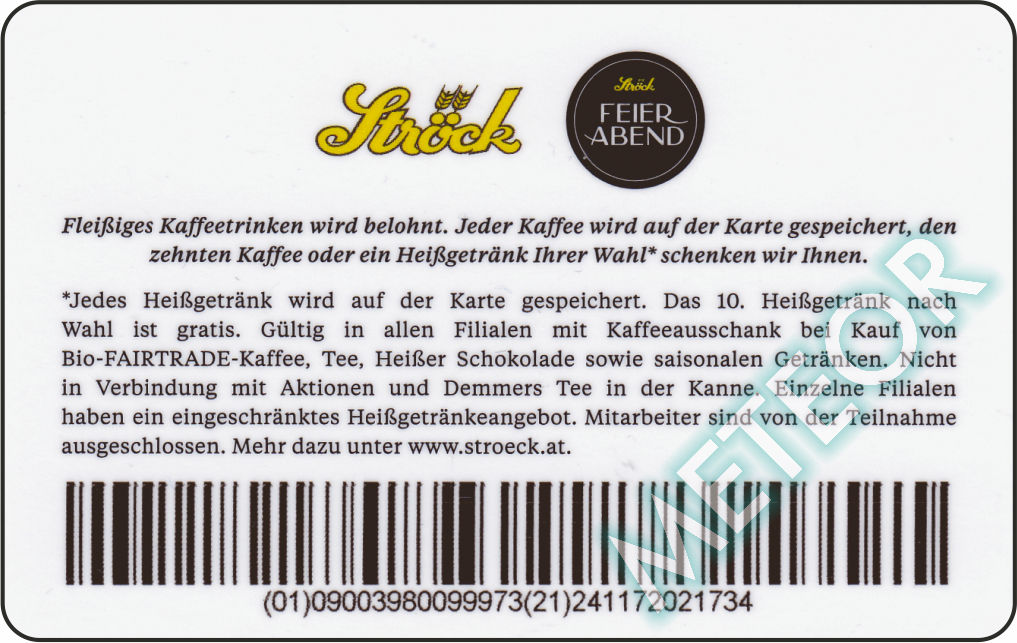 Ströck
Ströck
FEIER
ABEND
Fleißiges Kaffeetrinken wird belohnt. Jeder Kaffee wird auf der Karte gespeichert, den
zehnten Kaffee oder ein Heißgetränk Ihrer Wahl* schenken wir Ihnen.
*Jedes Heißgetränk wird auf der Karte gespeichert. Das 10. Heißgetränk nach
Wahl ist gratis. Gültig in allen Filialen mit Kaffeeausschank bei Kauf von
Bio-FAIRTRADE-Kaffee, Tee, Heißer Schokolade sowie saisonalen Getränken. Nicht
in Verbindung mit Aktionen und Demmers Tee in der Kanne. Einzelne Filialen
haben ein eingeschränktes Heißgetränkeangebot. Mitarbeiter sind von der Teilnahme
ausgeschlossen. Mehr dazu unter www.stroeck.at.
METEOR
(01)09003980099973(21)241172021734